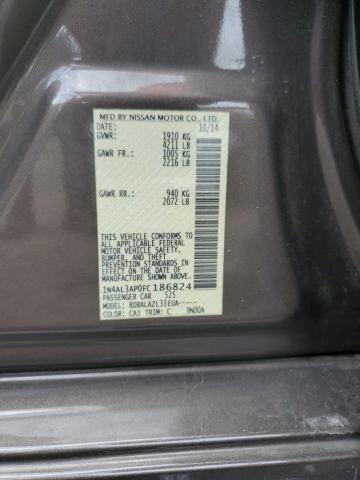 MFD BY NISSAN MOTOR CO., LTD.
DATE: 10/14
GVWR: 1910 KG
4211 LB
GAWR FR.: 1005 KG
2216 LB
GAWR RR.: 940 KG
2072 LB
THIS VEHICLE CONFORMS TO ALL
APPLICABLE FEDERAL MOTOR
VEHICLE SAFETY,
BUMPER, AND THEFT
PREVENTION STANDARDS IN
EFFECT ON THE DATE OF
MANUFACTURE SHOWN ABOVE.
1N4AL3AP0FC186824
PASSENGER CAR 525
MODEL: BDBALAZL33EUA-----
COLOR: CAJ TRIM: C 9N00A